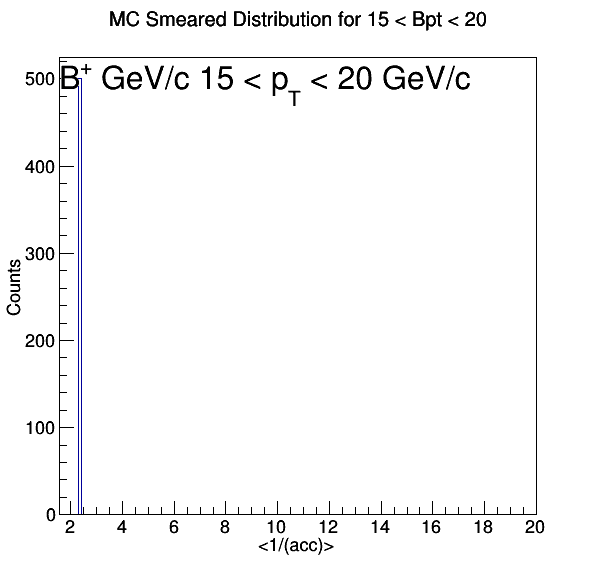 MC Smeared Distribution for 15 < Bpt < 20
B+ GeV/c 15 < pT < 20 GeV/c
500
400
300
200
100
0
Counts
2 4 6 8 10 12 14 16 18 20
<1/(acc)>